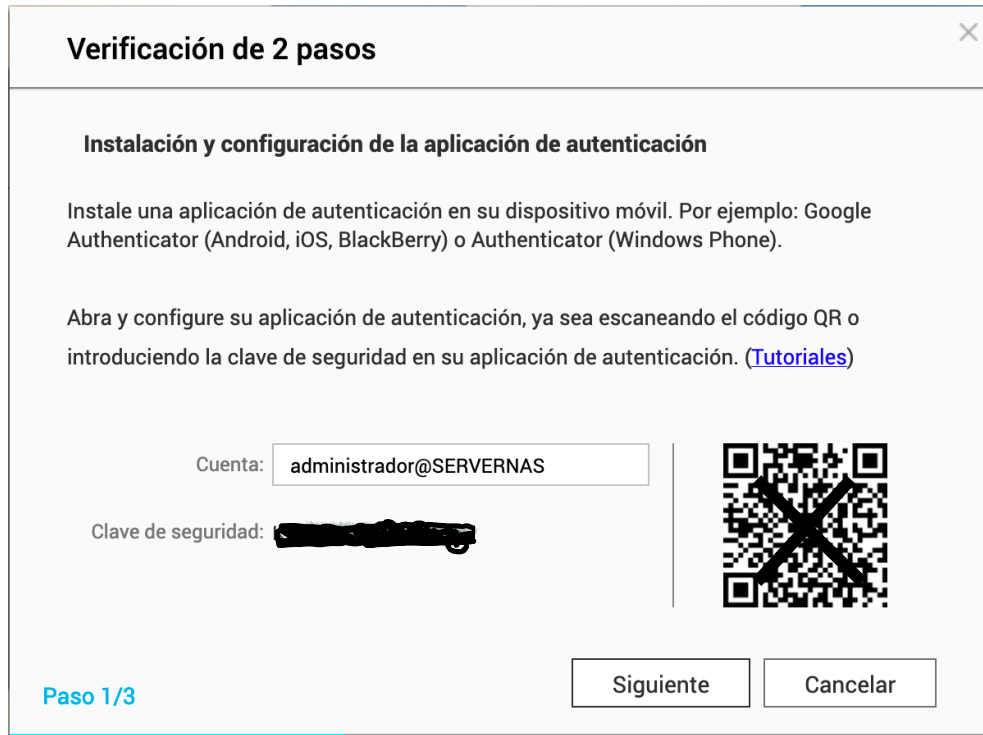 Verificación de 2 pasos
Instalación y configuración de la aplicación de autenticación
Instale una aplicación de autenticación en su dispositivo móvil. Por ejemplo: Google
Authenticator (Android, iOS, BlackBerry) o Authenticator (Windows Phone).
Abra y configure su aplicación de autenticación, ya sea escaneando el código QR o
introduciendo la clave de seguridad en su aplicación de autenticación. (Tutoriales)
Cuenta: administrador@SERVERNAS
Clave de seguridad:
Paso 1/3
Siguiente
Cancelar